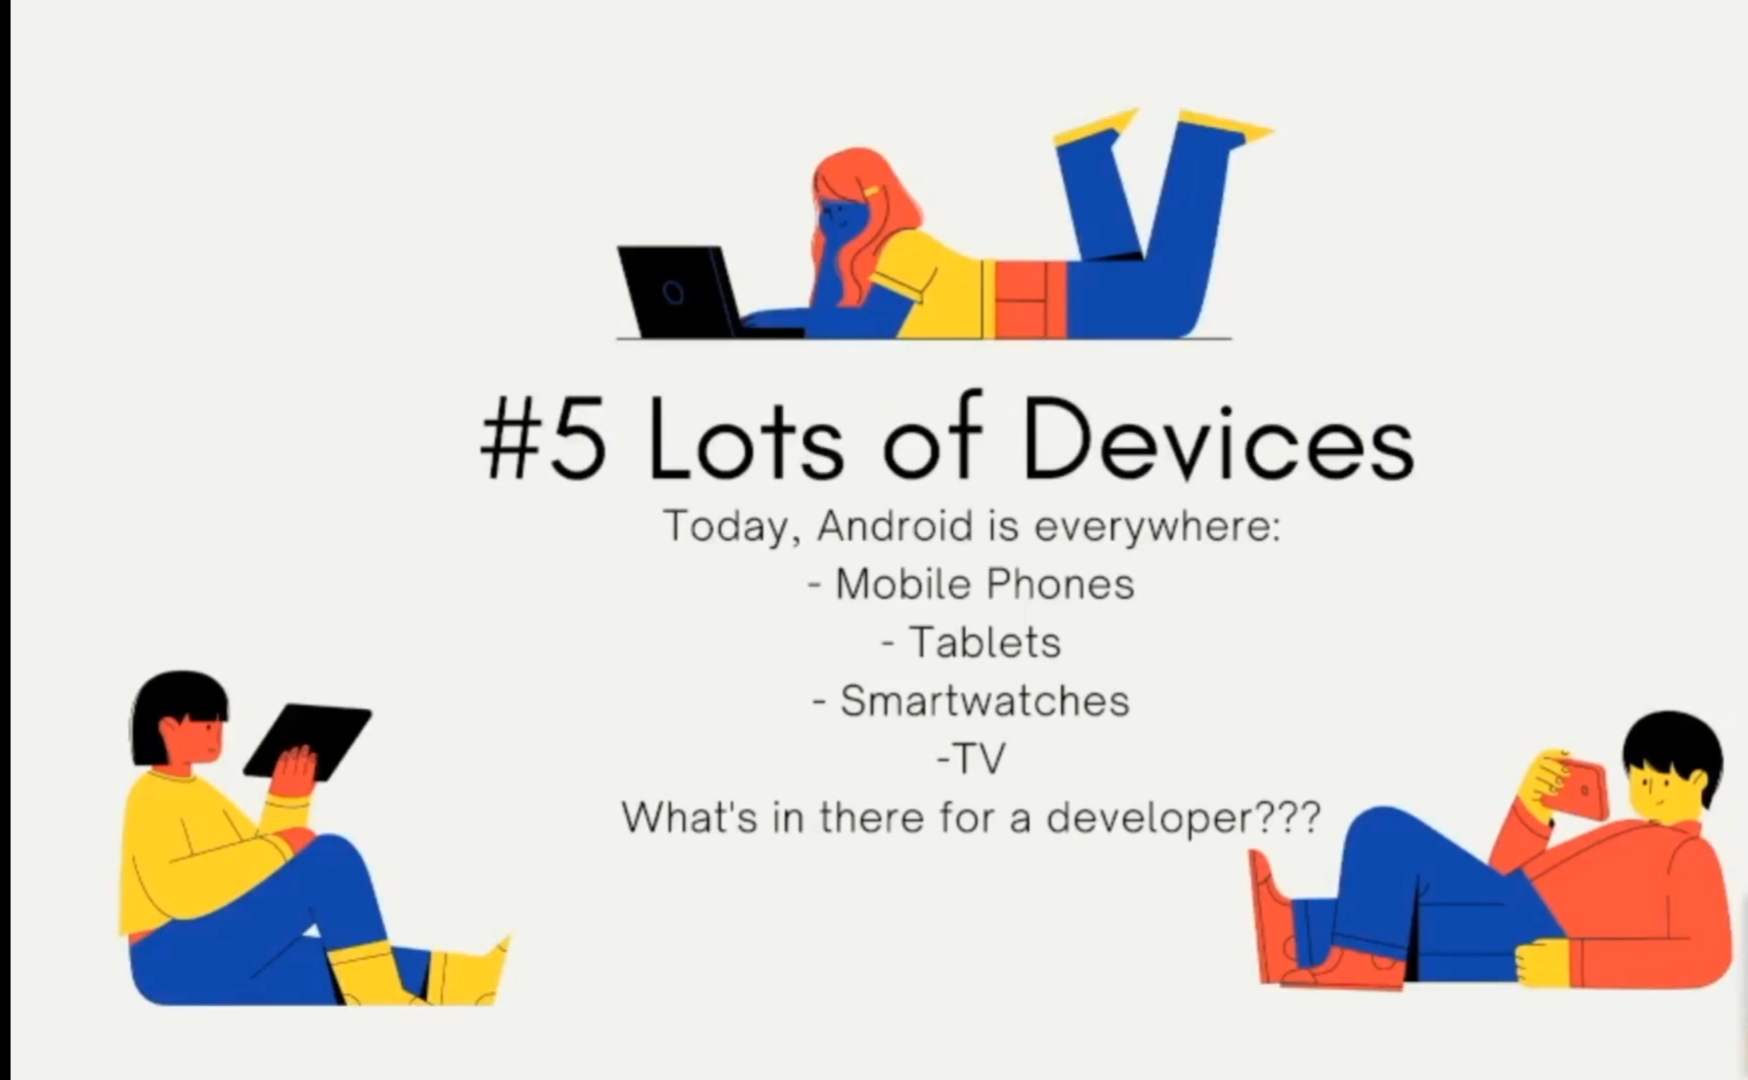 #5 Lots of Devices
Today, Android is everywhere:
- Mobile Phones
- Tablets
- Smartwatches
-TV
What's in there for a developer???